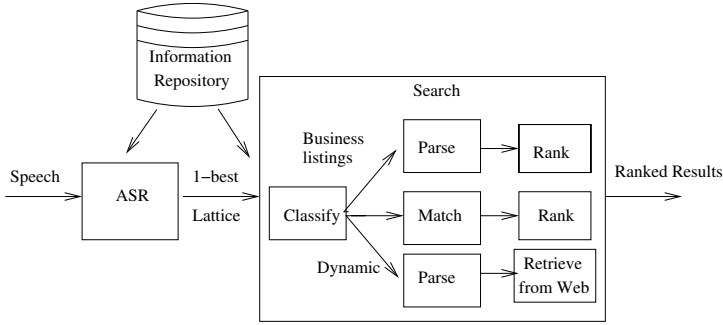 Information
Repository
Search
Speech
ASR
1−best
Lattice
Classify
Business
listings
Parse
Rank
Match
Rank
Dynamic
Parse
Retrieve
from Web
Ranked Results